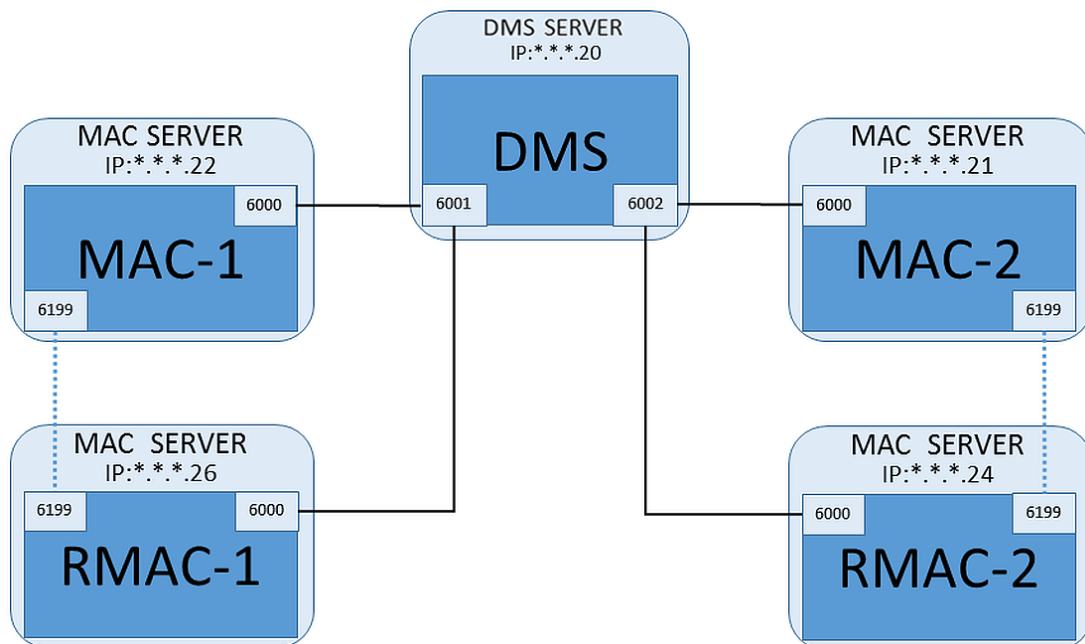 DMS SERVER
IP:*.*.*.20
DMS
6001
6002
MAC SERVER
IP:*.*.*.22
6000
MAC-1
6199
MAC SERVER
IP:*.*.*.21
6000
MAC-2
6199
MAC SERVER
IP:*.*.*.26
6199
6000
RMAC-1
MAC SERVER
IP:*.*.*.24
6000
6199
RMAC-2